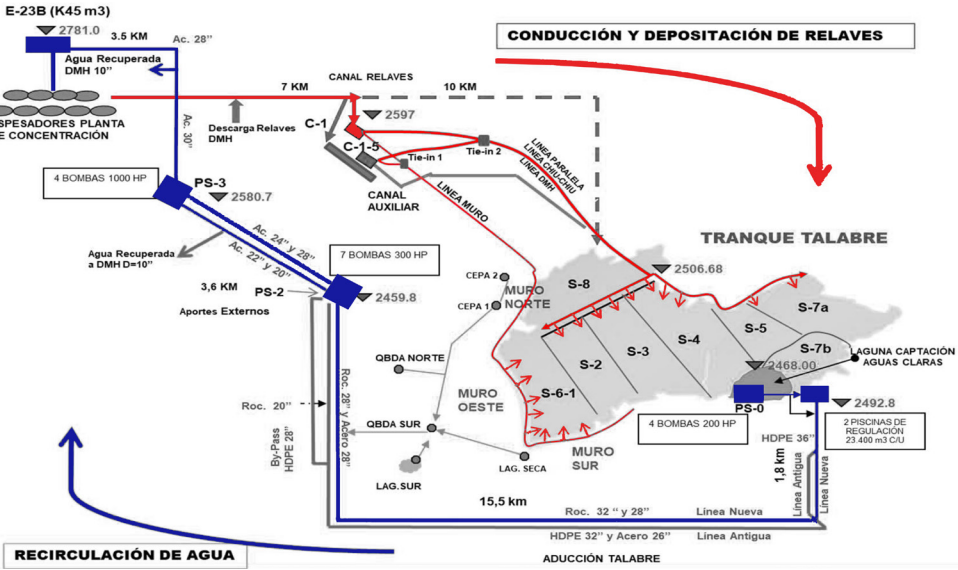 E-23B (K45 m3)
2781.0
3.5 KM
Ac. 28"
Agua Recuperada
DMH 10"
CONDUCCIÓN Y DEPOSITACIÓN DE RELAVES
CANAL RELAVES
7 KM
10 KM
2597
SPESADORES PLANTA
E CONCENTRACIÓN
Descarga Relaves
DMH
C-1
C-1-5
Tie-in 1
Tie-in 2
LINEA PARALELA
LINEA CHIU-CHIU
LINEA DMH
Ac. 30"
CANAL
AUXILIAR
LINEA MURO
4 BOMBAS 1000 HP
PS-3
2580.7
Ac. 24" y 28"
Ac. 22" y 20"
Agua Recuperada
a DMH D=10"
7 BOMBAS 300 HP
TRANQUE TALABRE
2506.68
3,6 KM
PS-2
2459.8
Aportes Externos
CEPA 2
CEPA 1
MURO
NORTE
S-8
S-7a
S-5
S-4
S-3
S-2
S-7b
S-6-1
LAGUNA CAPTACIÓN
AGUAS CLARAS
2468.00
QBDA NORTE
MURO
OESTE
PS-0
2492.8
Roc. 20"
By-Pass
HDPE 28"
Roc. 28" y Acero 28"
QBDA SUR
4 BOMBAS 200 HP
2 PISCINAS DE
REGULACIÓN
23.400 m3 C/U
MURO
SUR
HDPE 36"
LAG. SECA
LAG.SUR
1,8 km
Línea Antigua
Línea Nueva
15,5 km
Roc. 32 " y 28"
Línea Nueva
HDPE 32" y Acero 26"
Línea Antigua
RECIRCULACIÓN DE AGUA
ADUCCIÓN TALABRE